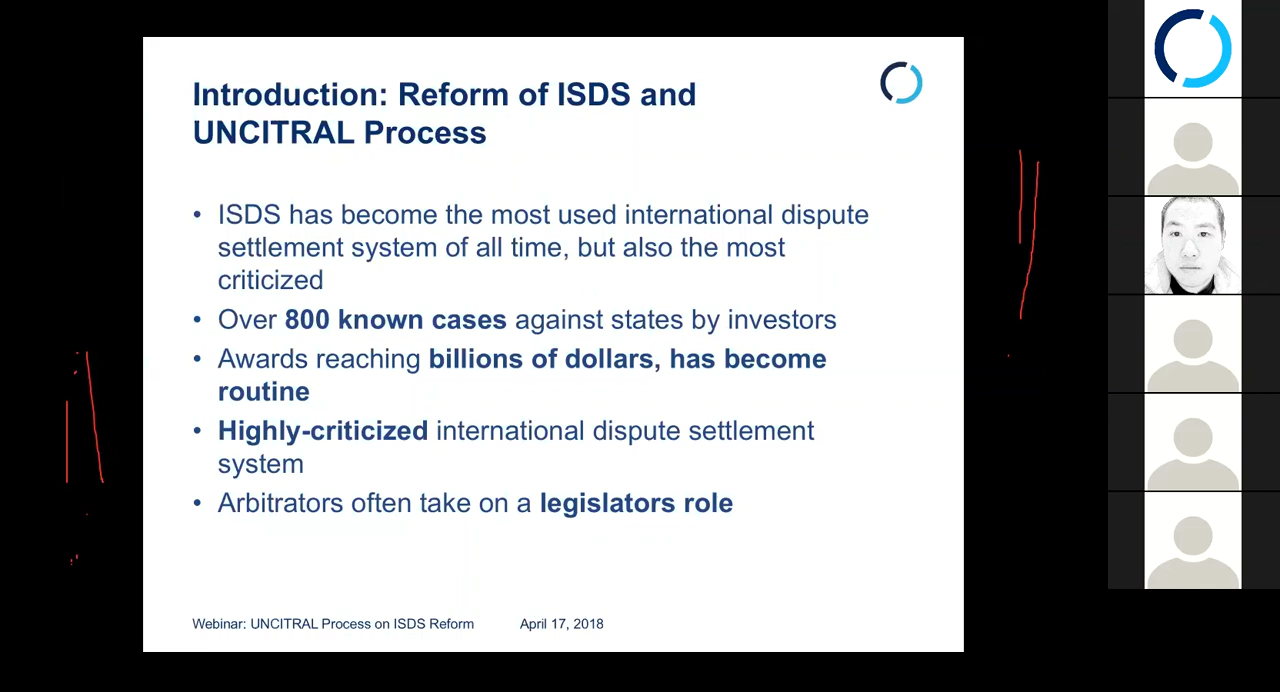 Introduction: Reform of ISDS and
UNCITRAL Process
• ISDS has become the most used international dispute
settlement system of all time, but also the most
criticized
• Over 800 known cases against states by investors
• Awards reaching billions of dollars, has become
routine
• Highly-criticized international dispute settlement
system
• Arbitrators often take on a legislators role
Webinar: UNCITRAL Process on ISDS Reform April 17, 2018